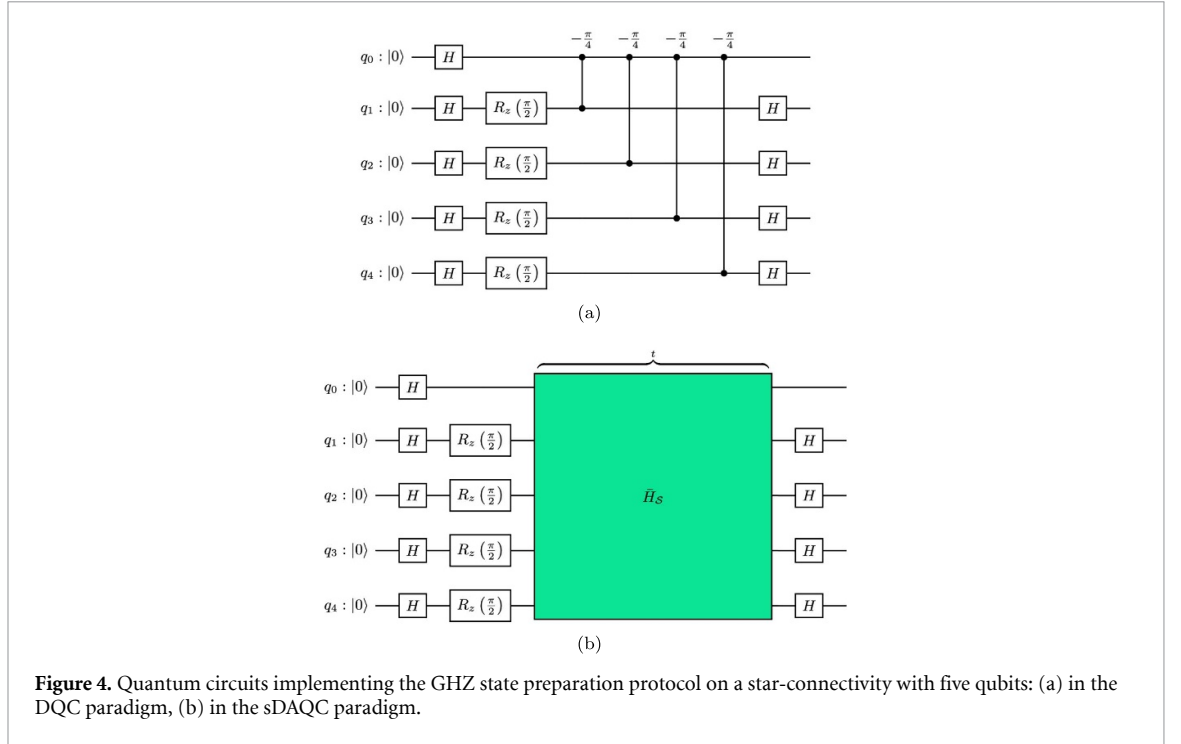 −π/4 −π/4 −π/4 −π/4
q₀ : |0⟩ H
q₁ : |0⟩ H R_z (π/2) H
q₂ : |0⟩ H R_z (π/2) H
q₃ : |0⟩ H R_z (π/2) H
q₄ : |0⟩ H R_z (π/2) H
(a)
t
q₀ : |0⟩ H
q₁ : |0⟩ H R_z (π/2) H
q₂ : |0⟩ H R_z (π/2) H̄_𝒮 H
q₃ : |0⟩ H R_z (π/2) H
q₄ : |0⟩ H R_z (π/2) H
(b)
Figure 4. Quantum circuits implementing the GHZ state preparation protocol on a star-connectivity with five qubits: (a) in the
DQC paradigm, (b) in the sDAQC paradigm.